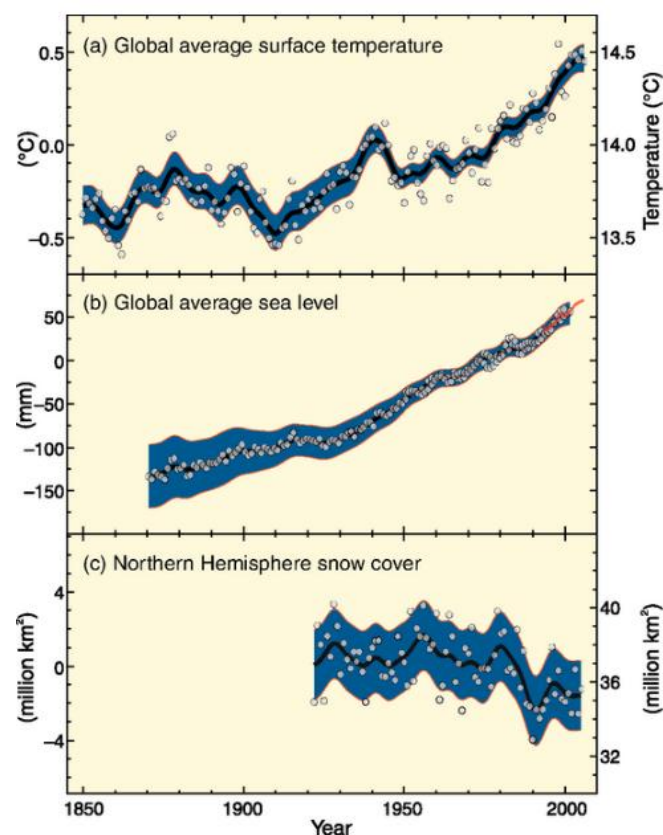 (a) Global average surface temperature
0.5
0.0
−0.5
(°C)
14.5
14.0
13.5
Temperature (°C)
(b) Global average sea level
50
0
−50
−100
−150
(mm)
(c) Northern Hemisphere snow cover
4
0
−4
(million km²)
40
36
32
(million km²)
1850
1900
1950
2000
Year